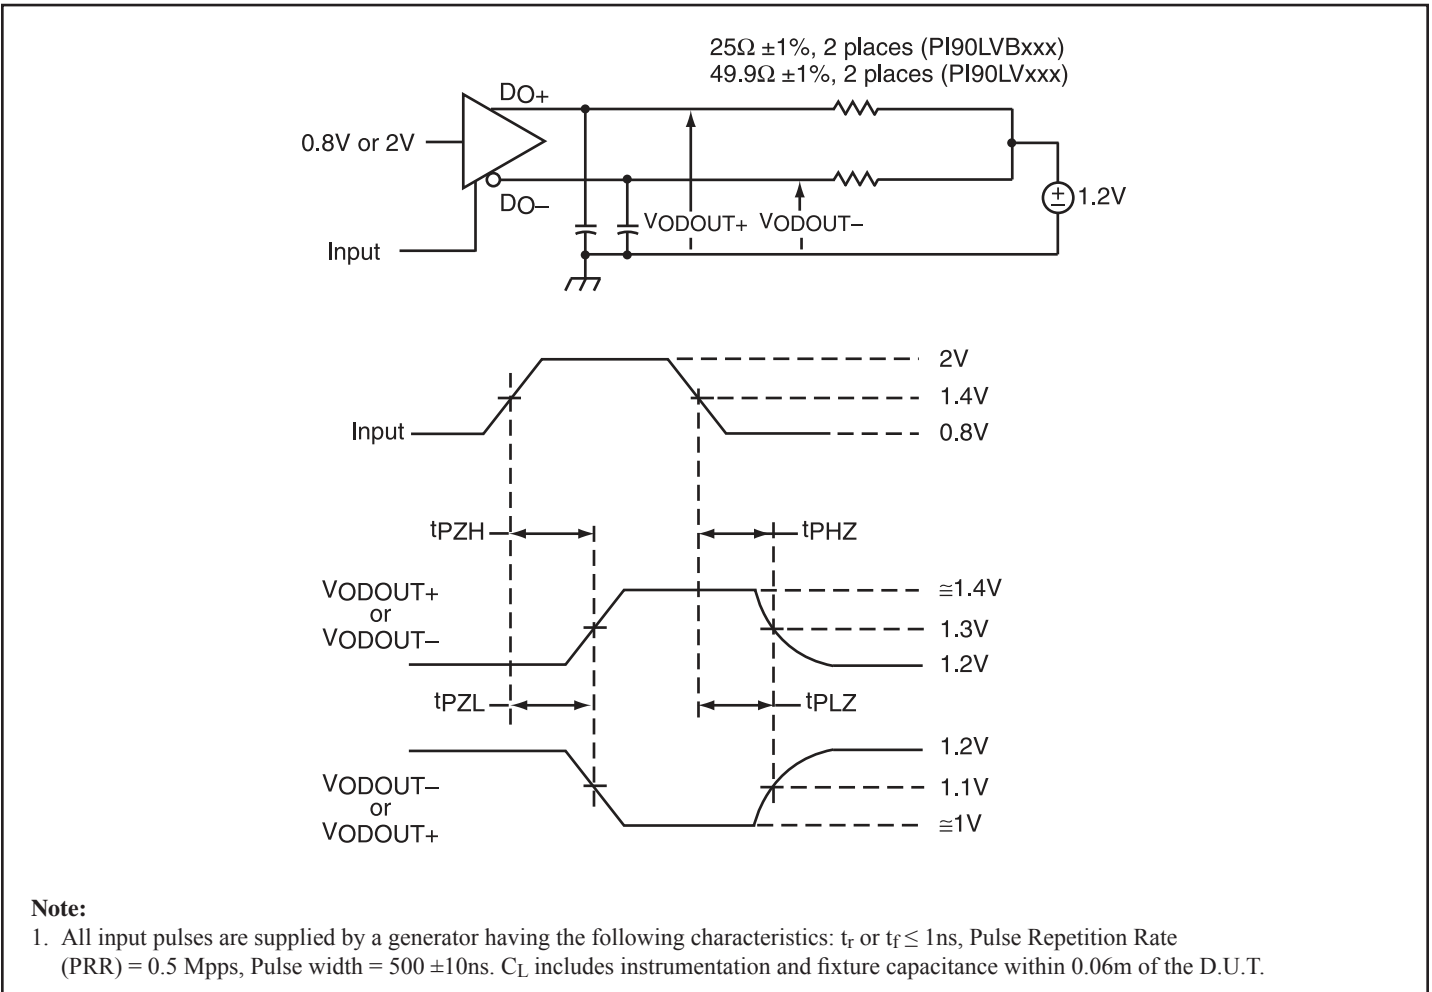 25Ω ±1%, 2 places (PI90LVBxxx)
49.9Ω ±1%, 2 places (PI90LVxxx)
DO+
0.8V or 2V
DO–
VODOUT+ VODOUT–
+
–
1.2V
Input
2V
1.4V
Input
0.8V
tPZH
tPHZ
VODOUT+
or
VODOUT–
≅1.4V
1.3V
1.2V
tPZL
tPLZ
1.2V
VODOUT–
or
VODOUT+
1.1V
≅1V
Note:
1. All input pulses are supplied by a generator having the following characteristics: tr or tf ≤ 1ns, Pulse Repetition Rate
(PRR) = 0.5 Mpps, Pulse width = 500 ±10ns. CL includes instrumentation and fixture capacitance within 0.06m of the D.U.T.